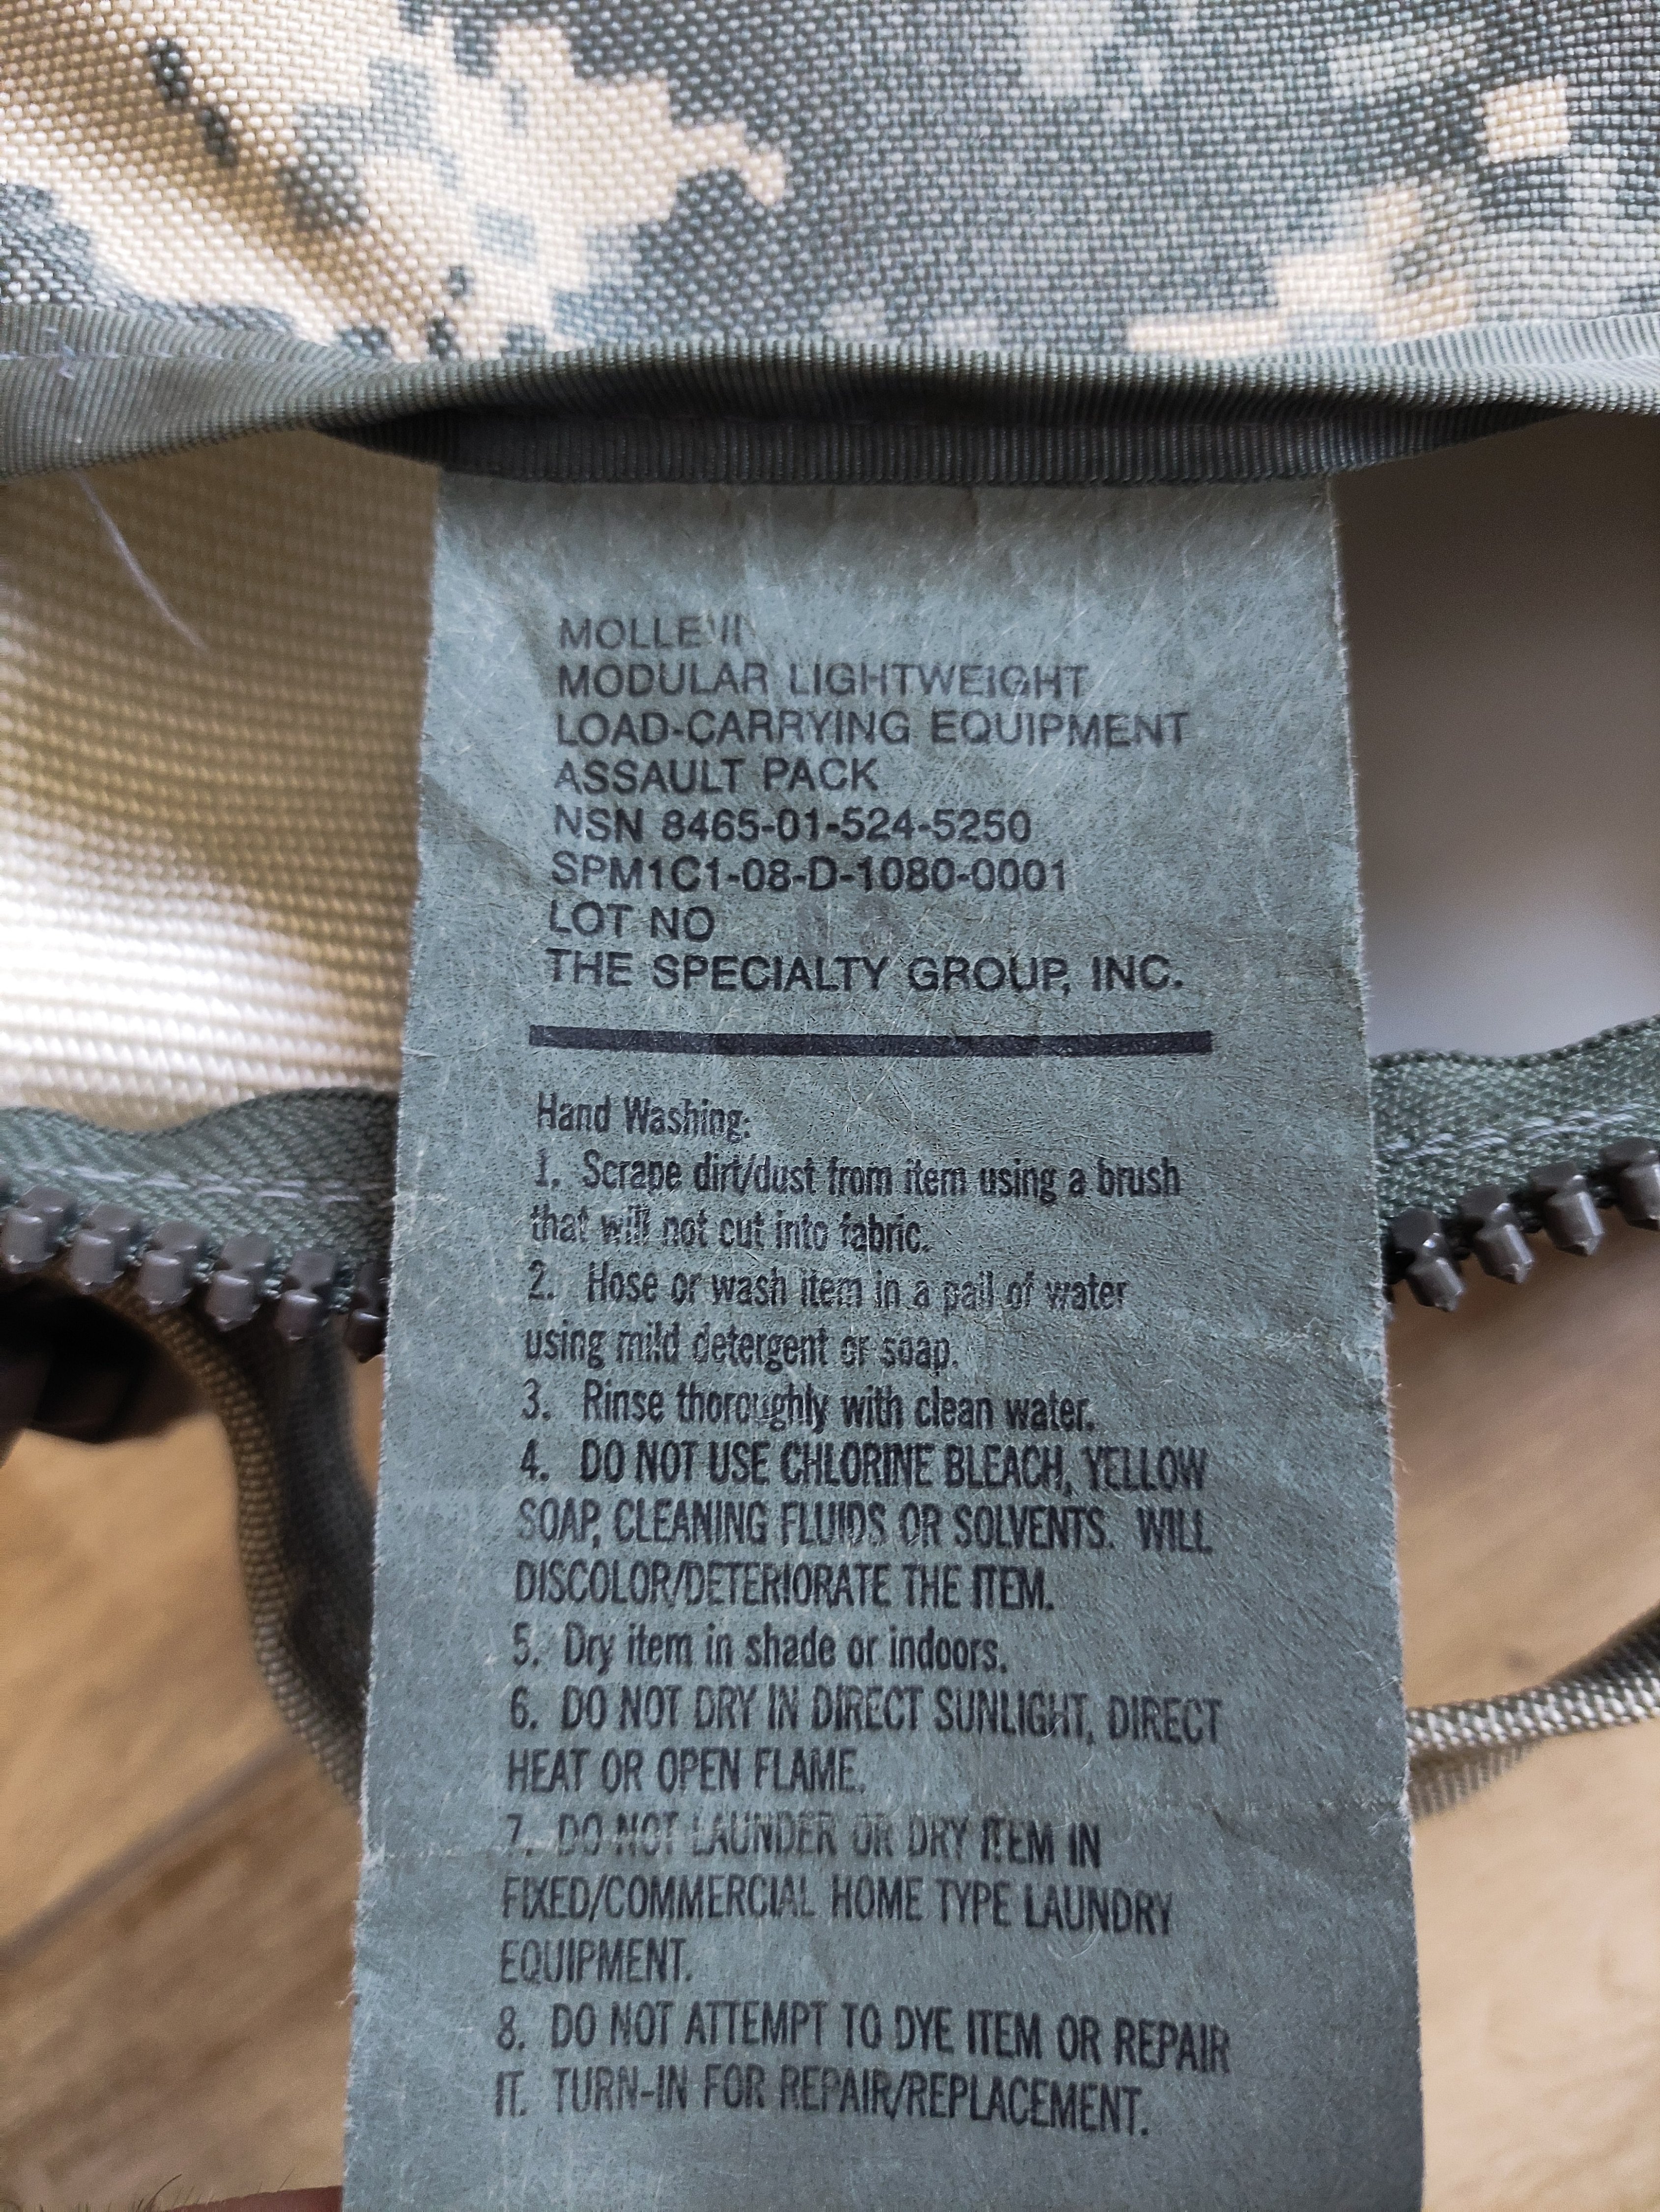 MOLLE II
MODULAR LIGHTWEIGHT
LOAD-CARRYING EQUIPMENT
ASSAULT PACK
NSN 8465-01-524-5250
SPM1C1-08-D-1080-0001
LOT NO
THE SPECIALTY GROUP, INC.
Hand Washing:
1. Scrape dirt/dust from item using a brush
that will not cut into fabric.
2. Hose or wash item in a pail of water
using mild detergent or soap.
3. Rinse thoroughly with clean water.
4. DO NOT USE CHLORINE BLEACH, YELLOW
SOAP, CLEANING FLUIDS OR SOLVENTS. WILL
DISCOLOR/DETERIORATE THE ITEM.
5. Dry item in shade or indoors.
6. DO NOT DRY IN DIRECT SUNLIGHT, DIRECT
HEAT OR OPEN FLAME.
7. DO NOT LAUNDER OR DRY ITEM IN
FIXED/COMMERCIAL HOME TYPE LAUNDRY
EQUIPMENT.
8. DO NOT ATTEMPT TO DYE ITEM OR REPAIR
IT. TURN-IN FOR REPAIR/REPLACEMENT.